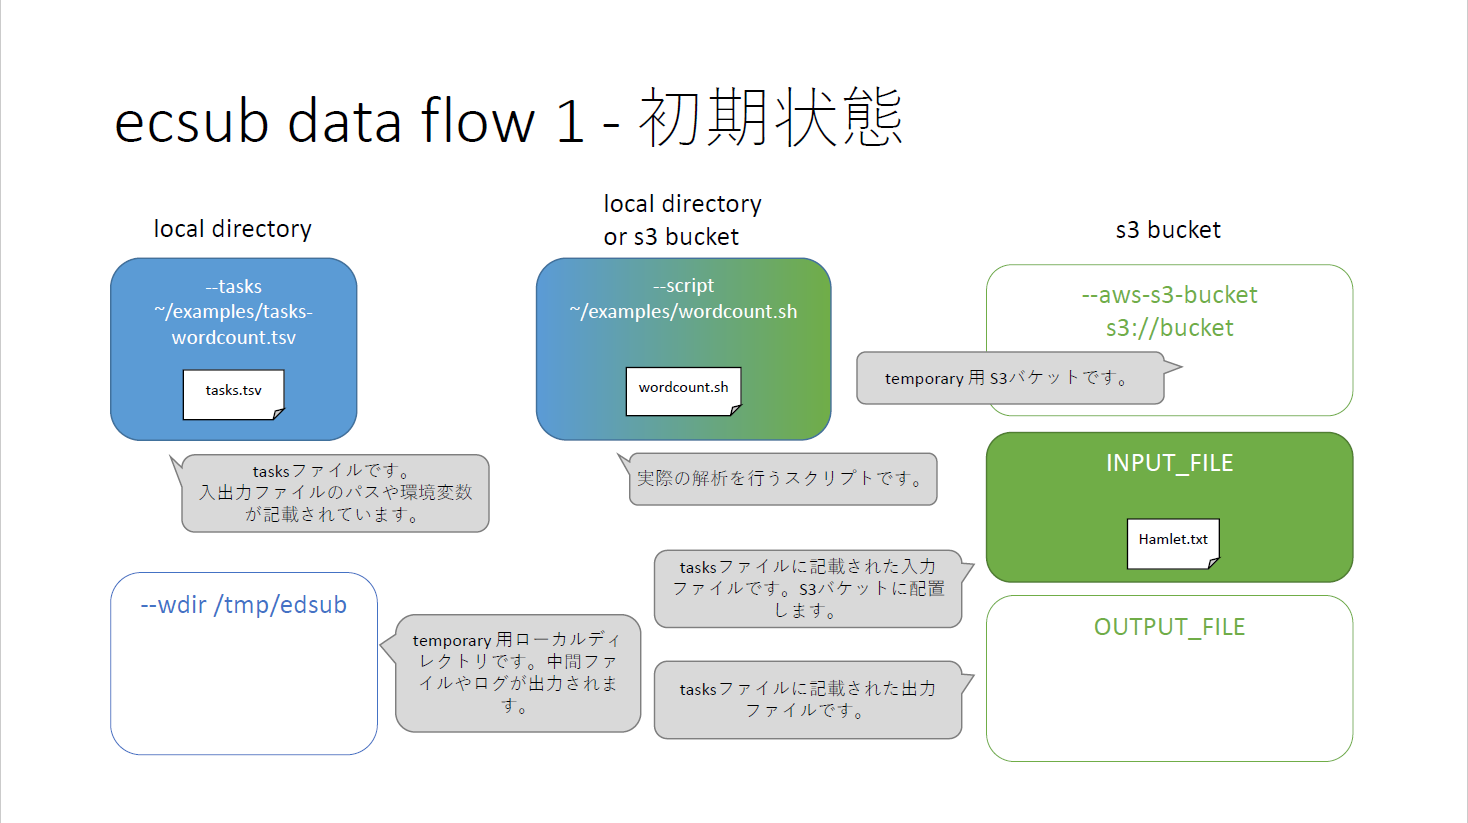 ecsub data flow 1 - 初期状態
local directory
--tasks
~/examples/tasks-
wordcount.tsv
tasks.tsv
tasksファイルです。
入出力ファイルのパスや環境変数
が記載されています。
local directory
or s3 bucket
--script
~/examples/wordcount.sh
wordcount.sh
実際の解析を行うスクリプトです。
s3 bucket
--aws-s3-bucket
s3://bucket
temporary 用 S3バケットです。
INPUT_FILE
Hamlet.txt
tasksファイルに記載された入力
ファイルです。S3バケットに配置
します。
--wdir /tmp/edsub
temporary 用ローカルディ
レクトリです。中間ファ
イルやログが出力されま
す。
OUTPUT_FILE
tasksファイルに記載された出力
ファイルです。